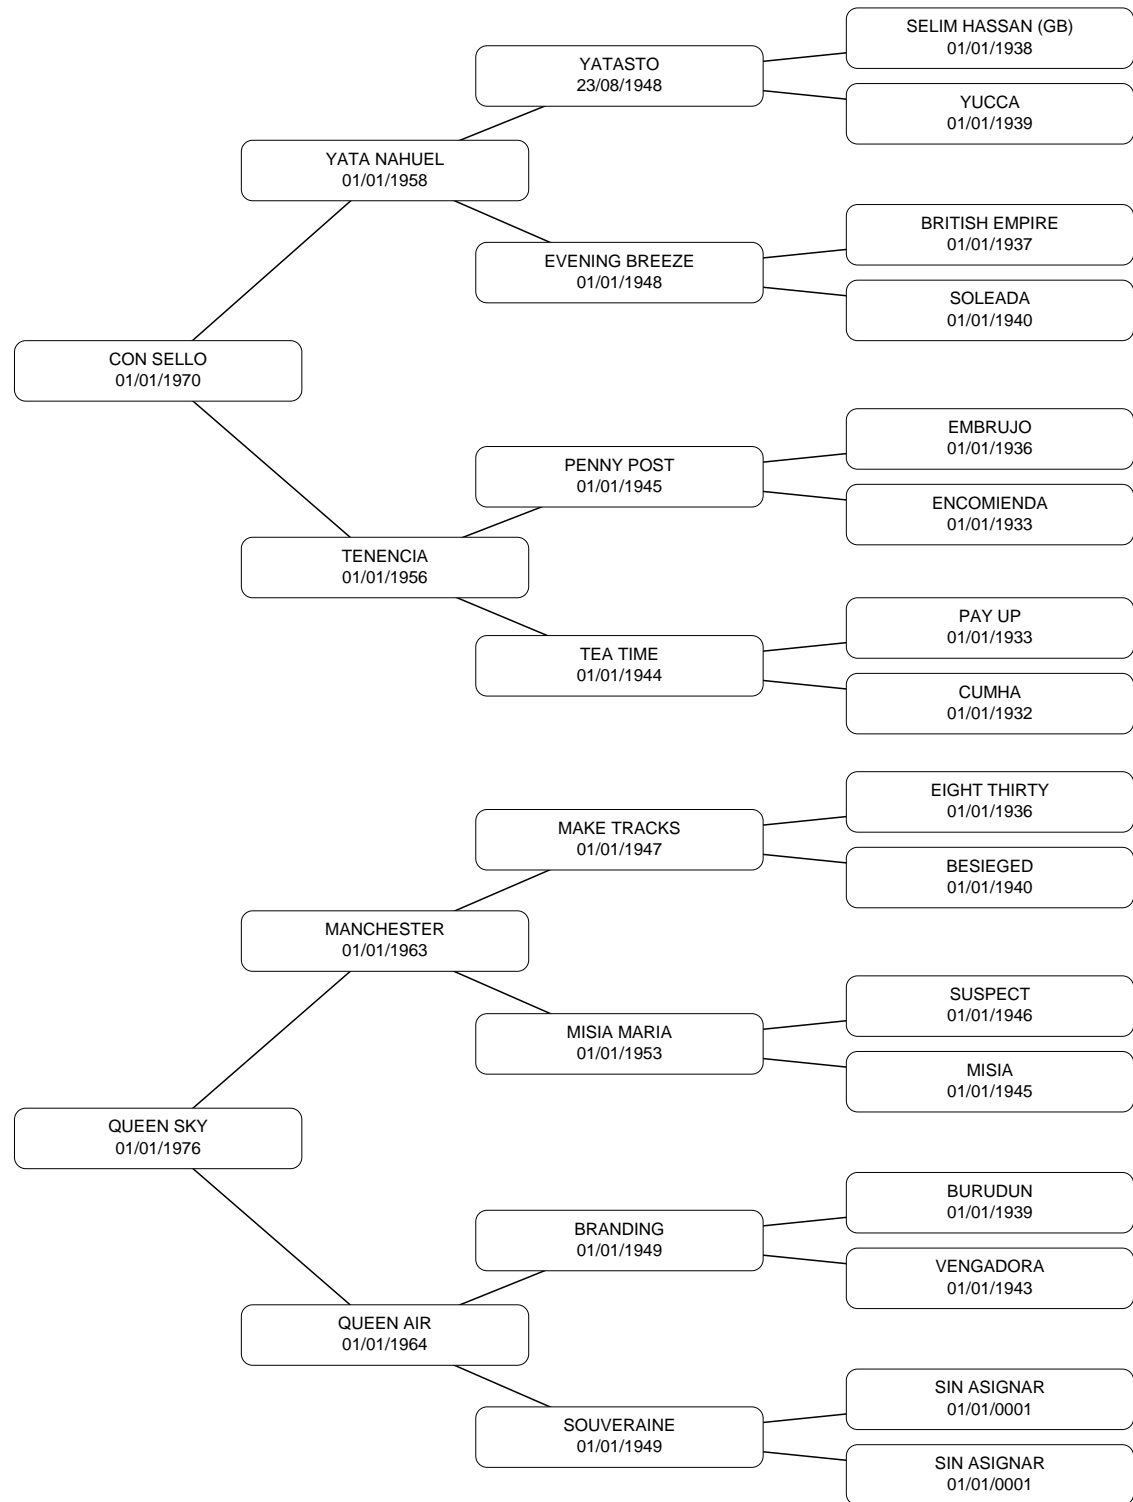 SELIM HASSAN (GB)
01/01/1938
YATASTO
23/08/1948
YUCCA
01/01/1939
YATA NAHUEL
01/01/1958
BRITISH EMPIRE
01/01/1937
EVENING BREEZE
01/01/1948
SOLEADA
01/01/1940
CON SELLO
01/01/1970
EMBRUJO
01/01/1936
PENNY POST
01/01/1945
ENCOMIENDA
01/01/1933
TENENCIA
01/01/1956
PAY UP
01/01/1933
TEA TIME
01/01/1944
CUMHA
01/01/1932
EIGHT THIRTY
01/01/1936
MAKE TRACKS
01/01/1947
BESIEGED
01/01/1940
MANCHESTER
01/01/1963
SUSPECT
01/01/1946
MISIA MARIA
01/01/1953
MISIA
01/01/1945
QUEEN SKY
01/01/1976
BURUDUN
01/01/1939
BRANDING
01/01/1949
VENGADORA
01/01/1943
QUEEN AIR
01/01/1964
SIN ASIGNAR
01/01/0001
SOUVERAINE
01/01/1949
SIN ASIGNAR
01/01/0001